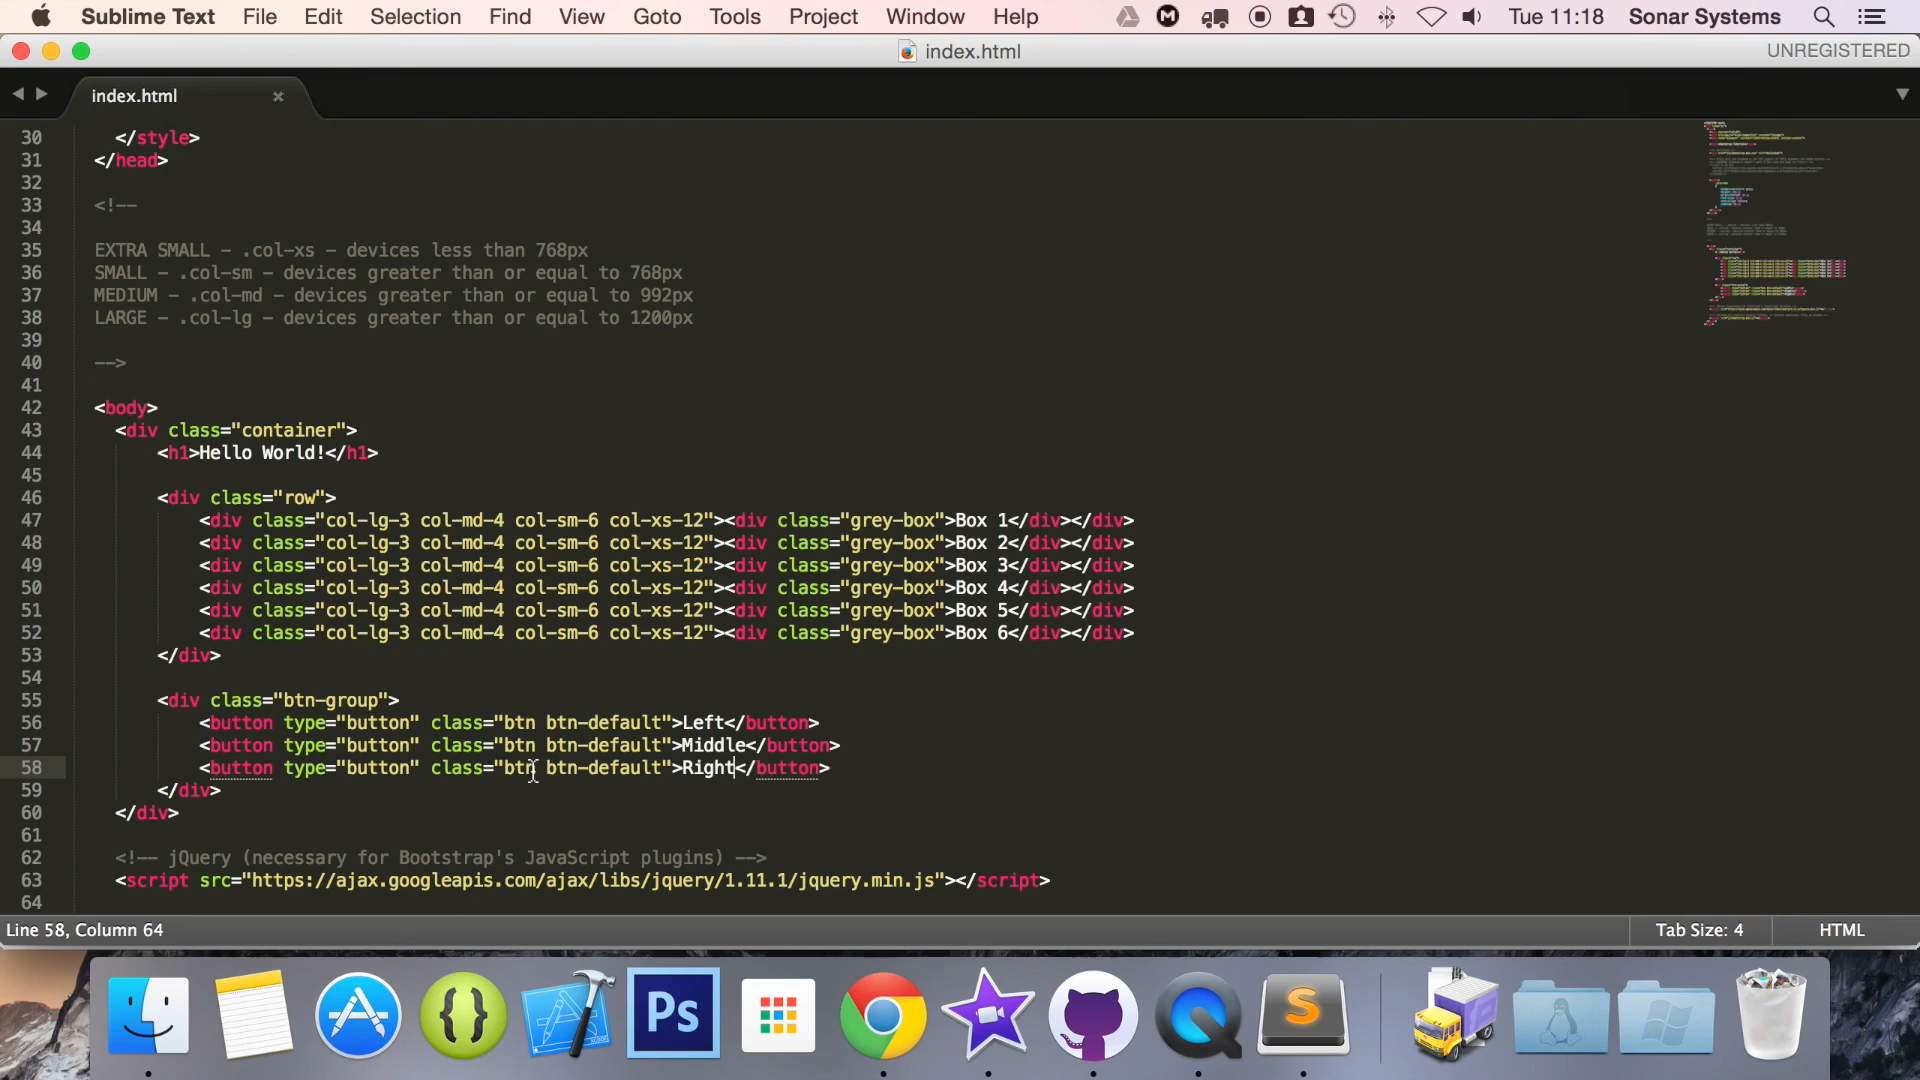 Sublime Text File Edit Selection Find View Goto Tools Project Window Help Tue 11:18 Sonar Systems
index.html UNREGISTERED
index.html
30 </style>
31 </head>
32
33 <!--
34
35 EXTRA SMALL - .col-xs - devices less than 768px
36 SMALL - .col-sm - devices greater than or equal to 768px
37 MEDIUM - .col-md - devices greater than or equal to 992px
38 LARGE - .col-lg - devices greater than or equal to 1200px
39
40 -->
41
42 <body>
43 <div class="container">
44 <h1>Hello World!</h1>
45
46 <div class="row">
47 <div class="col-lg-3 col-md-4 col-sm-6 col-xs-12"><div class="grey-box">Box 1</div></div>
48 <div class="col-lg-3 col-md-4 col-sm-6 col-xs-12"><div class="grey-box">Box 2</div></div>
49 <div class="col-lg-3 col-md-4 col-sm-6 col-xs-12"><div class="grey-box">Box 3</div></div>
50 <div class="col-lg-3 col-md-4 col-sm-6 col-xs-12"><div class="grey-box">Box 4</div></div>
51 <div class="col-lg-3 col-md-4 col-sm-6 col-xs-12"><div class="grey-box">Box 5</div></div>
52 <div class="col-lg-3 col-md-4 col-sm-6 col-xs-12"><div class="grey-box">Box 6</div></div>
53 </div>
54
55 <div class="btn-group">
56 <button type="button" class="btn btn-default">Left</button>
57 <button type="button" class="btn btn-default">Middle</button>
58 <button type="button" class="btn btn-default">Right</button>
59 </div>
60 </div>
61
62 <!-- jQuery (necessary for Bootstrap's JavaScript plugins) -->
63 <script src="https://ajax.googleapis.com/ajax/libs/jquery/1.11.1/jquery.min.js"></script>
64
Line 58, Column 64 Tab Size: 4 HTML
{} Ps S